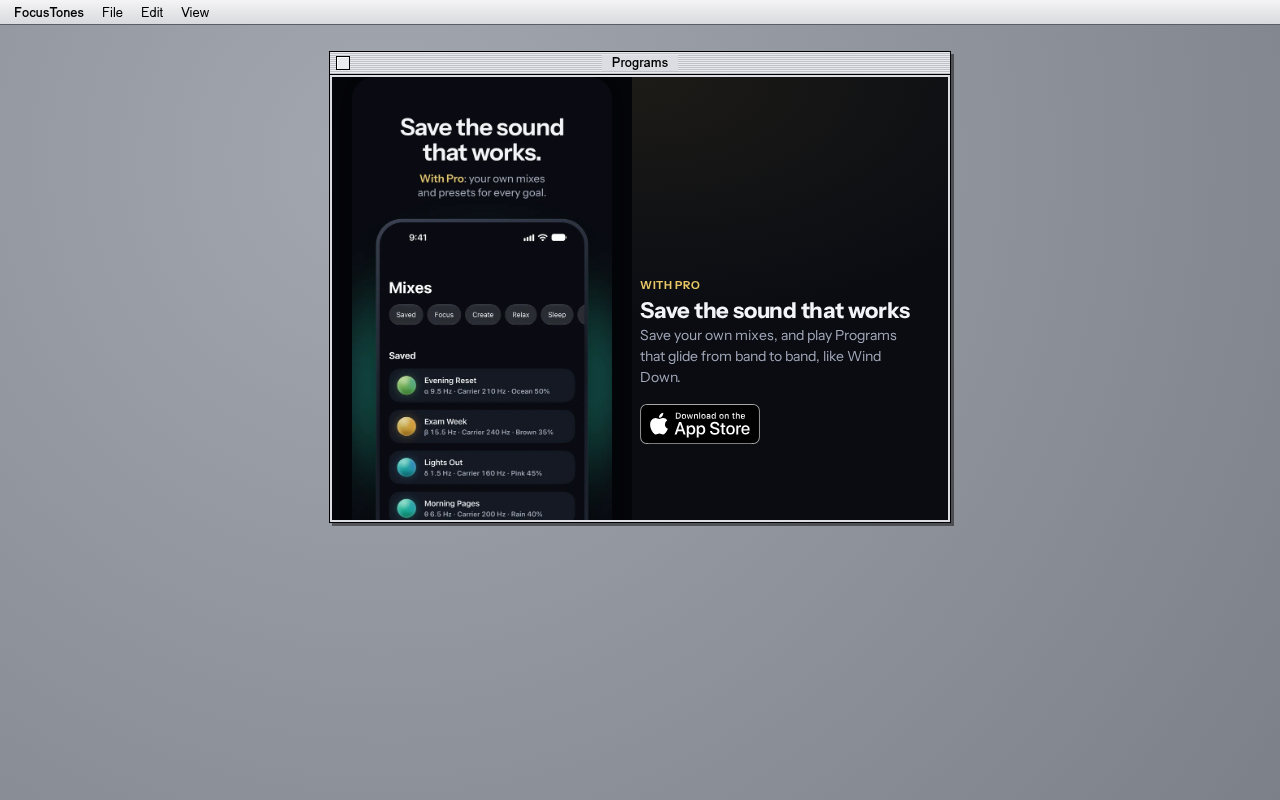 FocusTones File Edit View
Programs
Save the sound
that works.
With Pro: your own mixes
and presets for every goal.
9:41
Mixes
Saved Focus Create Relax Sleep
Saved
Evening Reset
α 9.5 Hz · Carrier 210 Hz · Ocean 50%
Exam Week
β 15.5 Hz · Carrier 240 Hz · Brown 35%
Lights Out
δ 1.5 Hz · Carrier 160 Hz · Pink 45%
Morning Pages
θ 6.5 Hz · Carrier 200 Hz · Rain 40%
WITH PRO
Save the sound that works
Save your own mixes, and play Programs
that glide from band to band, like Wind
Down.
Download on the
App Store